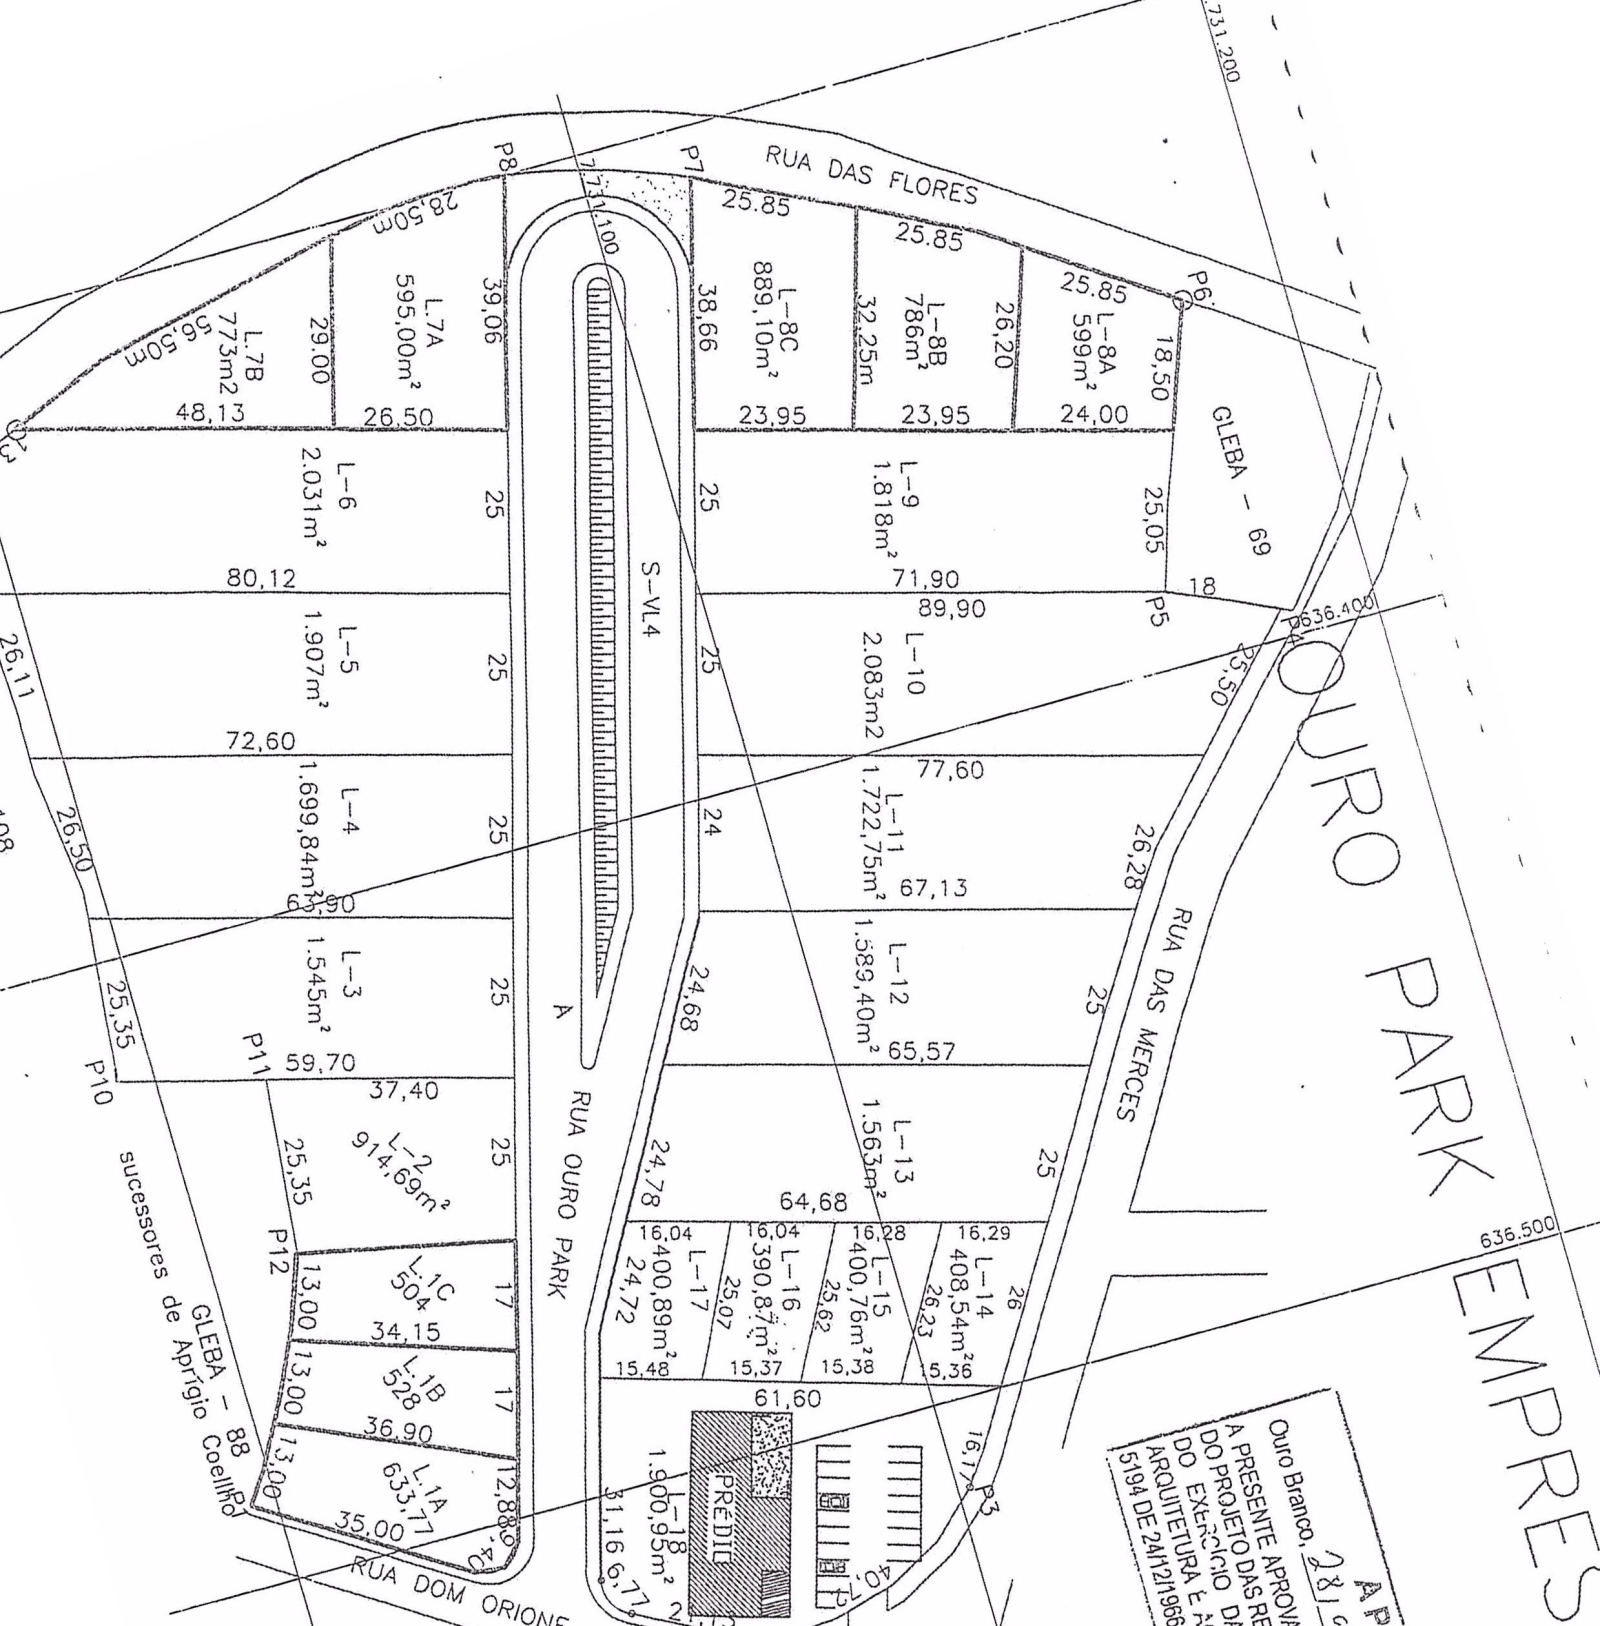 731.200
RUA DAS FLORES
P8
P7
7.731.100
28,50m
25.85
25.85
25.85
P6
56,50m
L.7B
773m2
29.00
48,13
L.7A
595,00m²
39,06
26,50
38,66
L-8C
889,10m²
23,95
32,25m
L-8B
786m²
23,95
26,20
L-8A
599m²
24,00
18,50
GLEBA - 69
L-6
2.031m²
25
80,12
25
L-9
1.818m²
71,90
25,05
P5
18
S-VL4
26,11
L-5
1.907m²
25
72,60
25
89,90
L-10
2.083m2
25,50
P4
636.400
26,50
L-4
1.699,84m²
25
63,90
24
77,60
L-11
1.722,75m²
67,13
26,28
25,35
P10
L-3
1.545m²
25
59,70
P11
24,68
L-12
1.589,40m²
65,57
25
RUA DAS MERCES
A
RUA OURO PARK
37,40
L-2
914,69m²
25
25,35
P12
24,78
L-13
1.563m²
64,68
25
16,04
16,04
16,28
16,29
L-17
400,89m²
24,72
15,48
L-16
390,87m²
25,07
15,37
L-15
400,76m²
25,62
15,38
L-14
408,54m²
26,23
15,36
26
L.1C
504
17
13,00
34,15
L.1B
528
17
13,00
36,90
L.1A
633,77
12,88
13,00
35,00
P1
61,60
L-18
1.900,95m²
31,16
6,77
PREDIO
16,17
P3
sucessores de Aprígio Coelho
GLEBA - 88
RUA DOM ORIONE
OURO PARK EMPRES
636.500
Ouro Branco, 28
A PRESENTE APROVA
DO PROJETO DAS RE
DO EXERCÍCIO DA
ARQUITETURA E A
5194 DE 24/12/1966